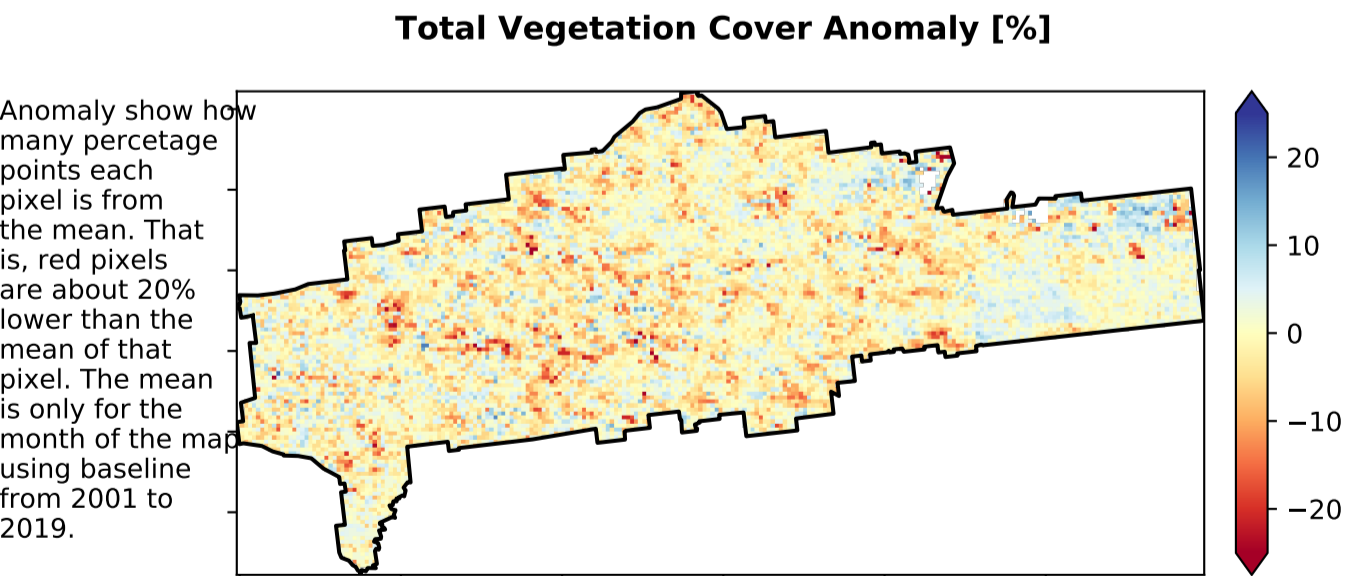 Total Vegetation Cover Anomaly [%]
Anomaly show how
many percetage
points each
pixel is from
the mean. That
is, red pixels
are about 20%
lower than the
mean of that
pixel. The mean
is only for the
month of the map
using baseline
from 2001 to
2019.
20
10
0
−10
−20